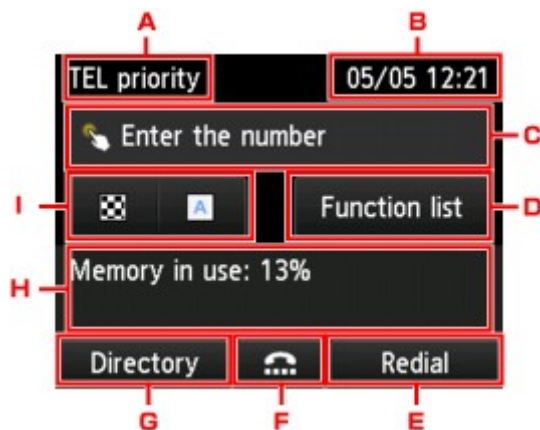 A B
TEL priority 05/05 12:21
Enter the number C
I A Function list D
H Memory in use: 13%
Directory Redial
G F E